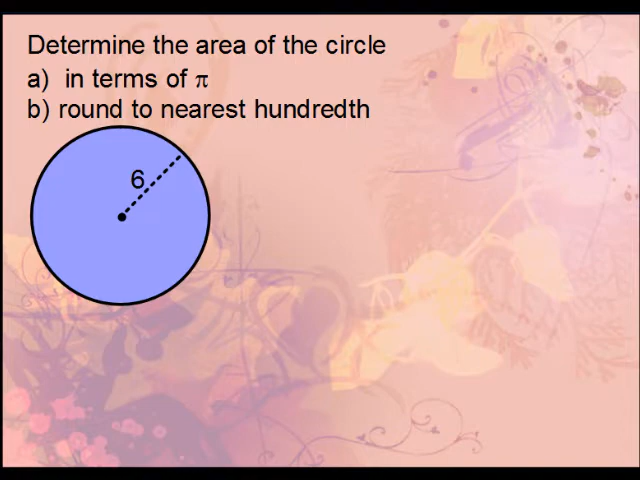 Determine the area of the circle
a) in terms of π
b) round to nearest hundredth
6